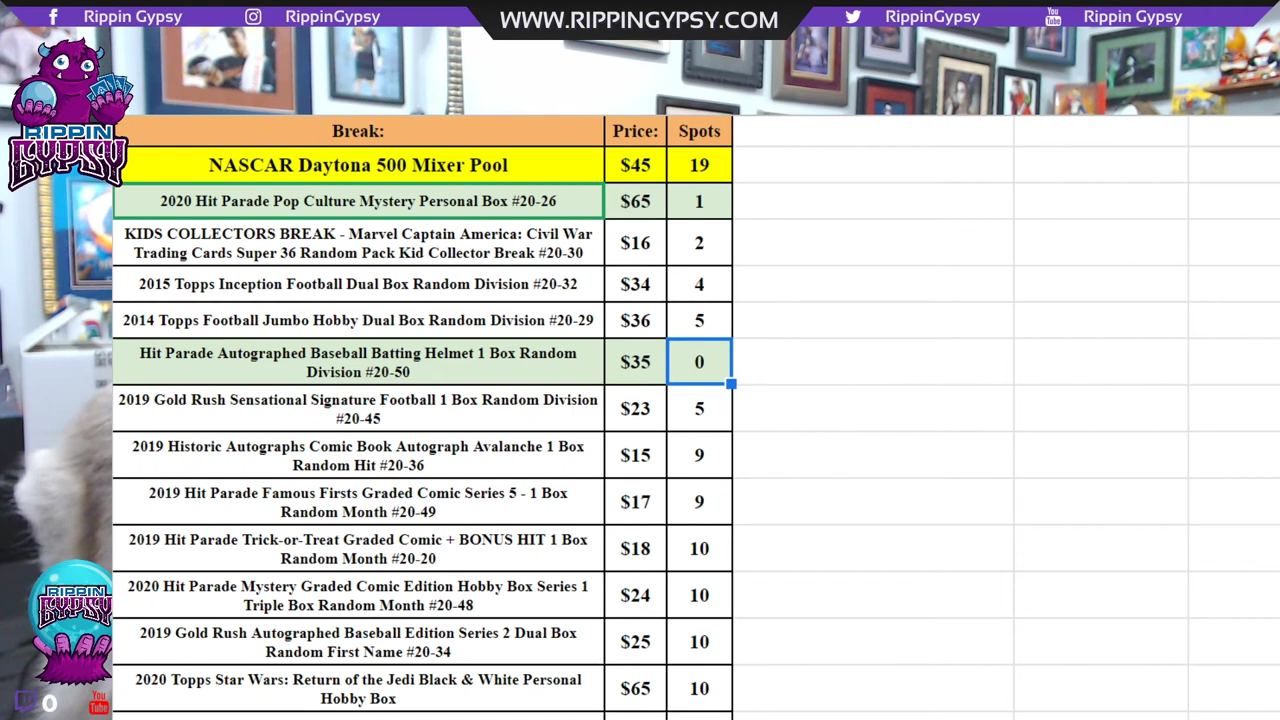 Rippin Gypsy
RippinGypsy
WWW.RIPPINGYPSY.COM
RippinGypsy
You
Tube
Rippin Gypsy
RIPPIN
GYPSY
Break: Price: Spots
NASCAR Daytona 500 Mixer Pool $45 19
2020 Hit Parade Pop Culture Mystery Personal Box #20-26 $65 1
KIDS COLLECTORS BREAK - Marvel Captain America: Civil War
Trading Cards Super 36 Random Pack Kid Collector Break #20-30 $16 2
2015 Topps Inception Football Dual Box Random Division #20-32 $34 4
2014 Topps Football Jumbo Hobby Dual Box Random Division #20-29 $36 5
Hit Parade Autographed Baseball Batting Helmet 1 Box Random
Division #20-50 $35 0
2019 Gold Rush Sensational Signature Football 1 Box Random Division
#20-45 $23 5
2019 Historic Autographs Comic Book Autograph Avalanche 1 Box
Random Hit #20-36 $15 9
2019 Hit Parade Famous Firsts Graded Comic Series 5 - 1 Box
Random Month #20-49 $17 9
2019 Hit Parade Trick-or-Treat Graded Comic + BONUS HIT 1 Box
Random Month #20-20 $18 10
2020 Hit Parade Mystery Graded Comic Edition Hobby Box Series 1
Triple Box Random Month #20-48 $24 10
2019 Gold Rush Autographed Baseball Edition Series 2 Dual Box
Random First Name #20-34 $25 10
2020 Topps Star Wars: Return of the Jedi Black & White Personal
Hobby Box $65 10
RIPPIN
GYPSY
0
You
Tube